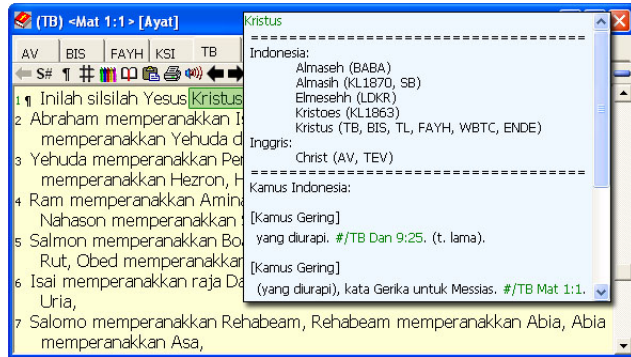 (TB) <Mat 1:1> [Ayat]
AV BIS FAYH KSI TB
S# ¶
1 ¶ Inilah silsilah Yesus Kristus
2 Abraham memperanakkan
memperanakkan Yehuda
3 Yehuda memperanakkan
memperanakkan Hezron,
4 Ram memperanakkan
Nahason memperanakkan
5 Salmon memperanakkan
Rut, Obed memperanakkan
6 Isai memperanakkan raja
Uria,
7 Salomo memperanakkan Rehabeam, Rehabeam memperanakkan Abia, Abia
memperanakkan Asa,
Kristus
=====================================
Indonesia:
Almaseh (BABA)
Almasih (KL1870, SB)
Elmesehh (LDKR)
Kristoes (KL1863)
Kristus (TB, BIS, TL, FAYH, WBTC, ENDE)
Inggris:
Christ (AV, TEV)
=====================================
Kamus Indonesia:
[Kamus Gering]
yang diurapi. #/TB Dan 9:25. (t. lama).
[Kamus Gering]
(yang diurapi), kata Gerika untuk Messias. #/TB Mat 1:1.